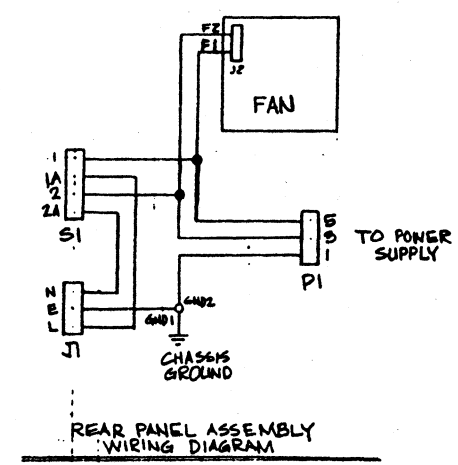 F2
F1
J2
FAN
1
1A
2
2A
S1
5
3
1
P1
TO POWER
SUPPLY
N
E
L
J1
GND2
GND1
CHASSIS
GROUND
REAR PANEL ASSEMBLY
WIRING DIAGRAM